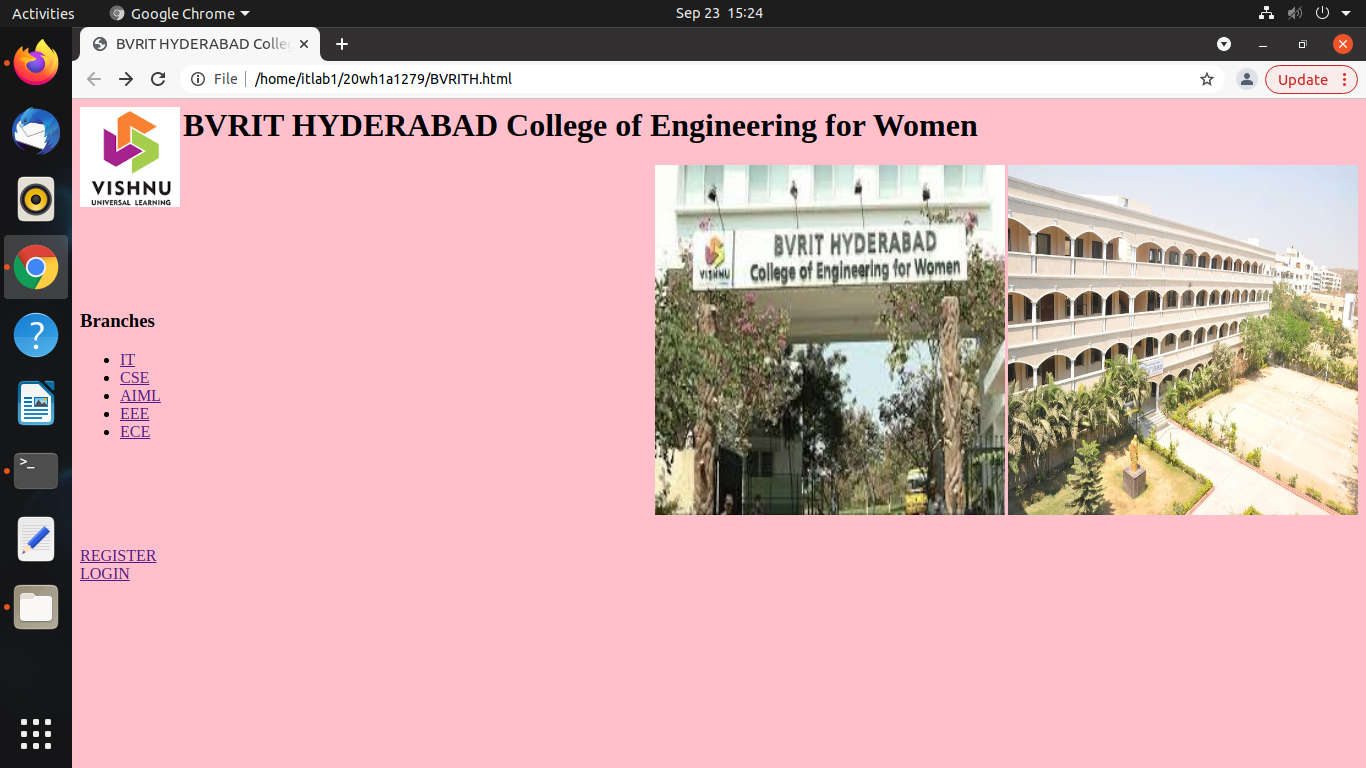 Activities
Google Chrome
Sep 23 15:24
BVRIT HYDERABAD Colle
File
/home/itlab1/20wh1a1279/BVRITH.html
Update
VISHNU
UNIVERSAL LEARNING
BVRIT HYDERABAD College of Engineering for Women
BVRIT HYDERABAD
College of Engineering for Women
VISHNU
Branches
IT
CSE
AIML
EEE
ECE
REGISTER
LOGIN